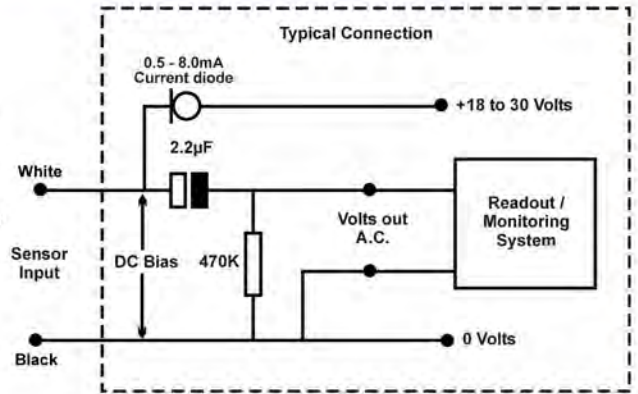 Typical Connection
0.5 - 8.0mA
Current diode
+18 to 30 Volts
2.2µF
White
Readout /
Monitoring
System
Volts out
A.C.
Sensor
Input
DC Bias
470K
0 Volts
Black